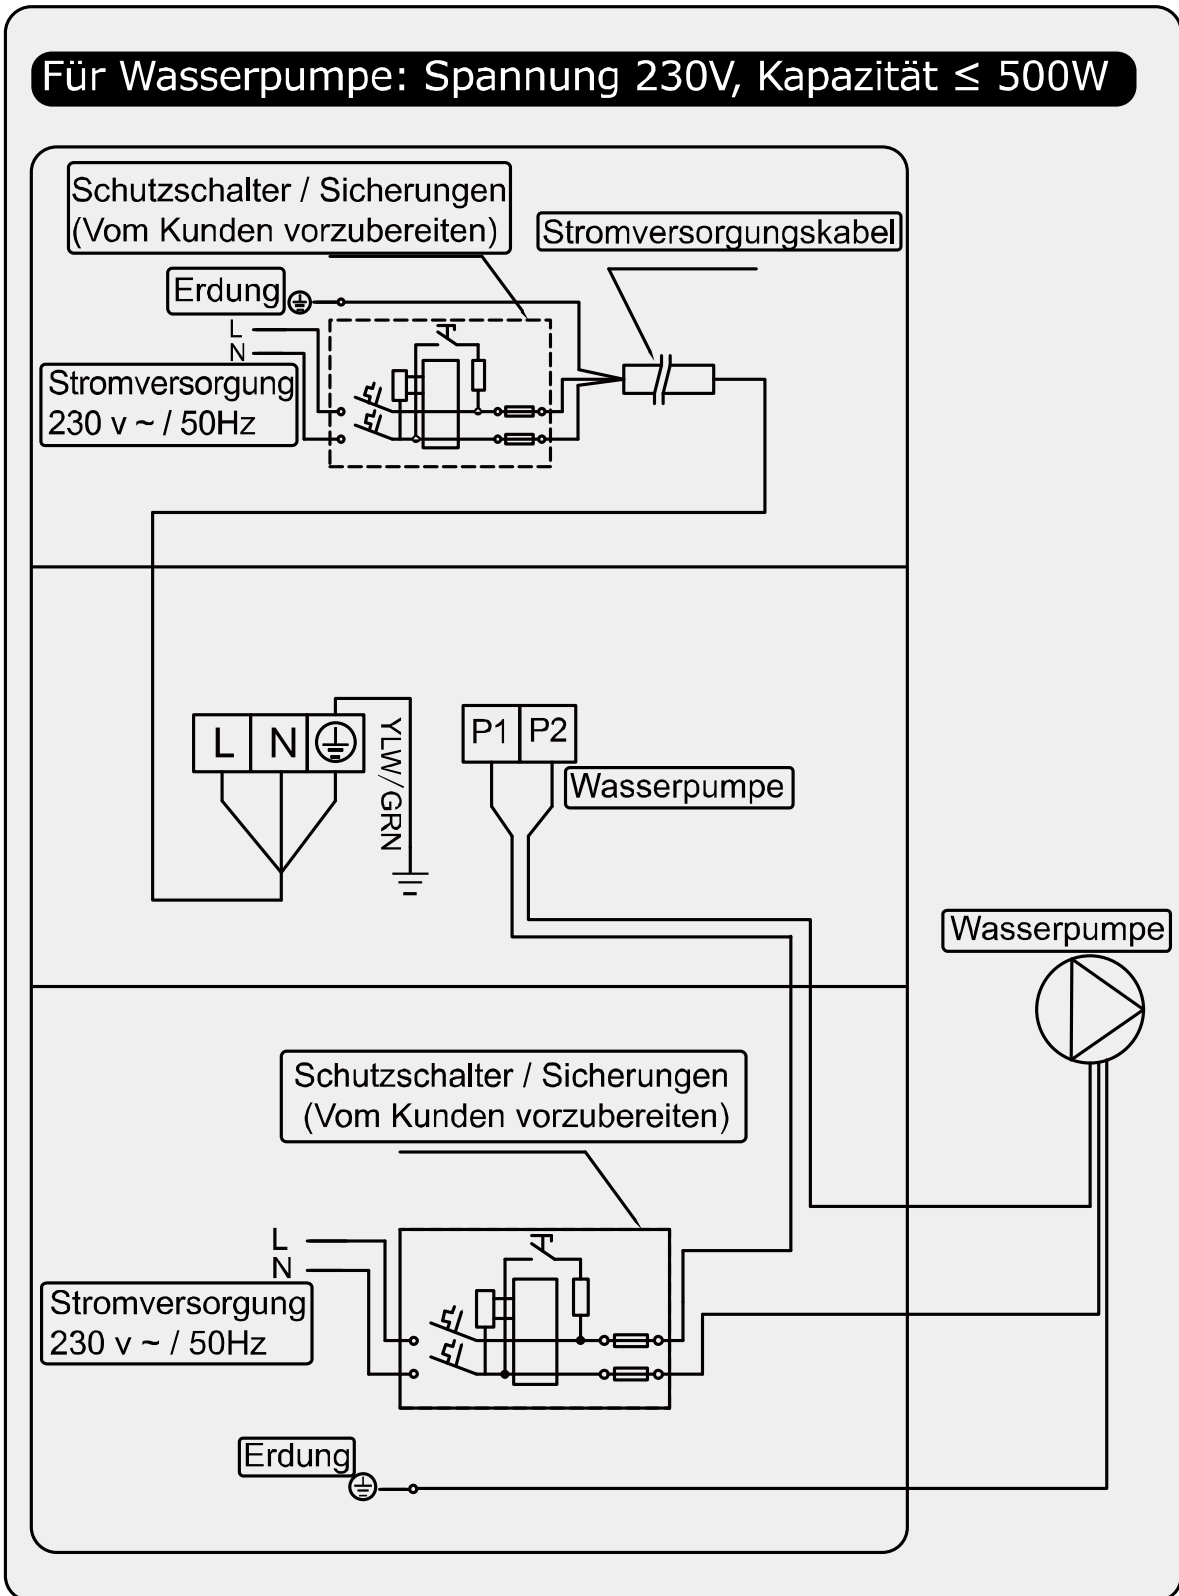 Für Wasserpumpe: Spannung 230V, Kapazität ≤ 500W
Schutzschalter / Sicherungen
(Vom Kunden vorzubereiten)
Stromversorgungskabel
Erdung
L
N
Stromversorgung
230 v ~ / 50Hz
L N
YLW/GRN
P1 P2
Wasserpumpe
Wasserpumpe
Schutzschalter / Sicherungen
(Vom Kunden vorzubereiten)
L
N
Stromversorgung
230 v ~ / 50Hz
Erdung